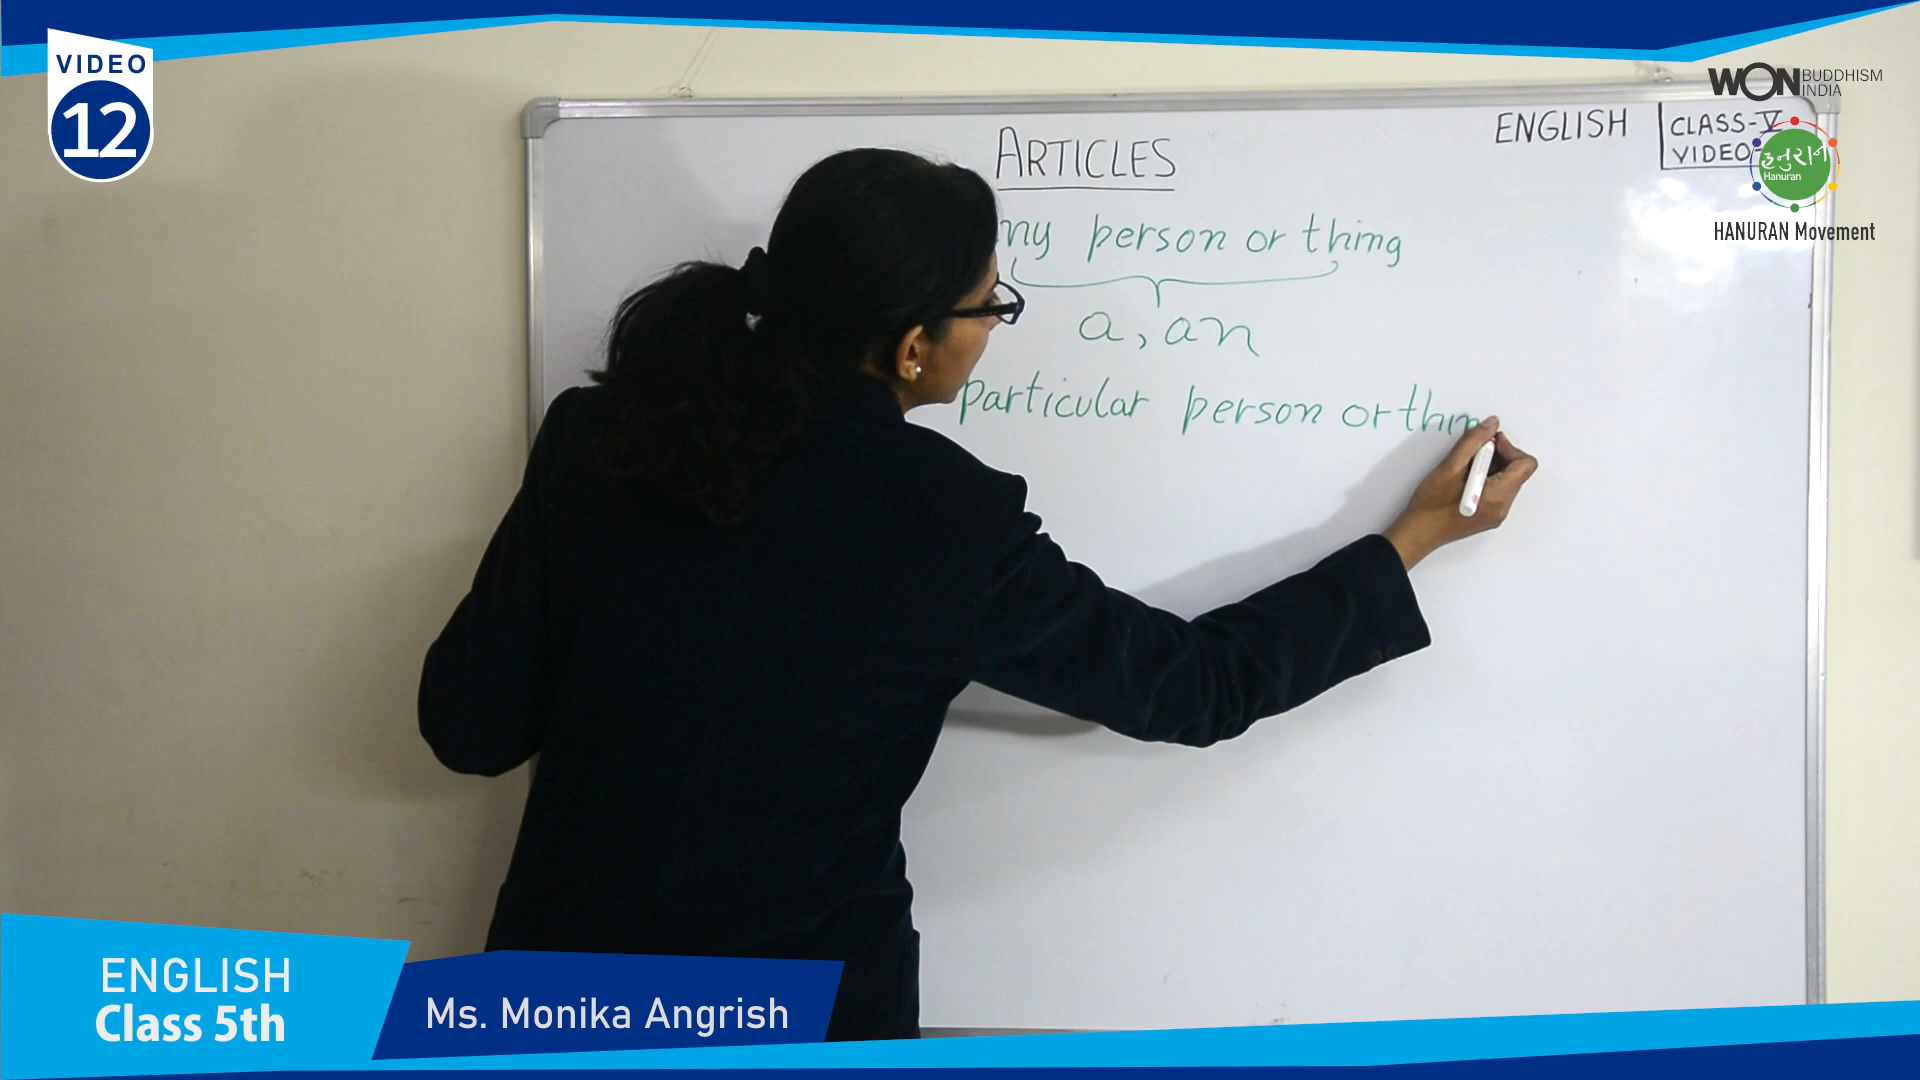 VIDEO
12
WON BUDDHISM INDIA
ENGLISH
CLASS-V
VIDEO
Hanuran
HANURAN Movement
ARTICLES
person or thing
a, an
particular person or thin
ENGLISH
Class 5th
Ms. Monika Angrish